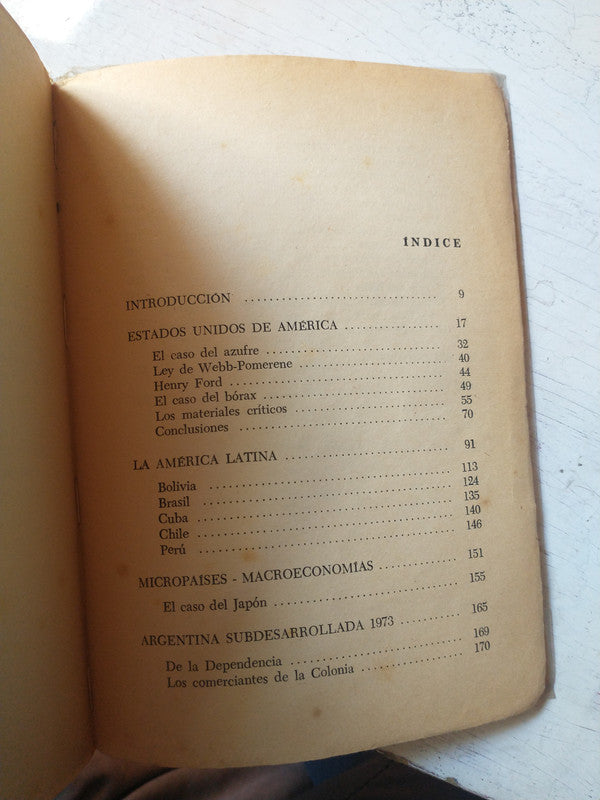 ÍNDICE
INTRODUCCIÓN ........ 9
ESTADOS UNIDOS DE AMÉRICA ........ 17
El caso del azufre ........ 32
Ley de Webb-Pomerene ........ 40
Henry Ford ........ 44
El caso del bórax ........ 49
Los materiales críticos ........ 55
Conclusiones ........ 70
LA AMÉRICA LATINA ........ 91
Bolivia ........ 113
Brasil ........ 124
Cuba ........ 135
Chile ........ 140
Perú ........ 146
MICROPAÍSES - MACROECONOMÍAS ........ 151
El caso del Japón ........ 155
ARGENTINA SUBDESARROLLADA 1973 ........ 165
De la Dependencia ........ 169
Los comerciantes de la Colonia ........ 170